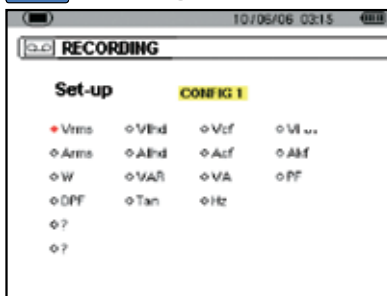 10/06/06 03:15
RECORDING
Set-up CONFIG 1
Vrms Vthd Vcf
Arms Athd Acf Akf
W VAR VA PF
DPF Tan Hz
?
?